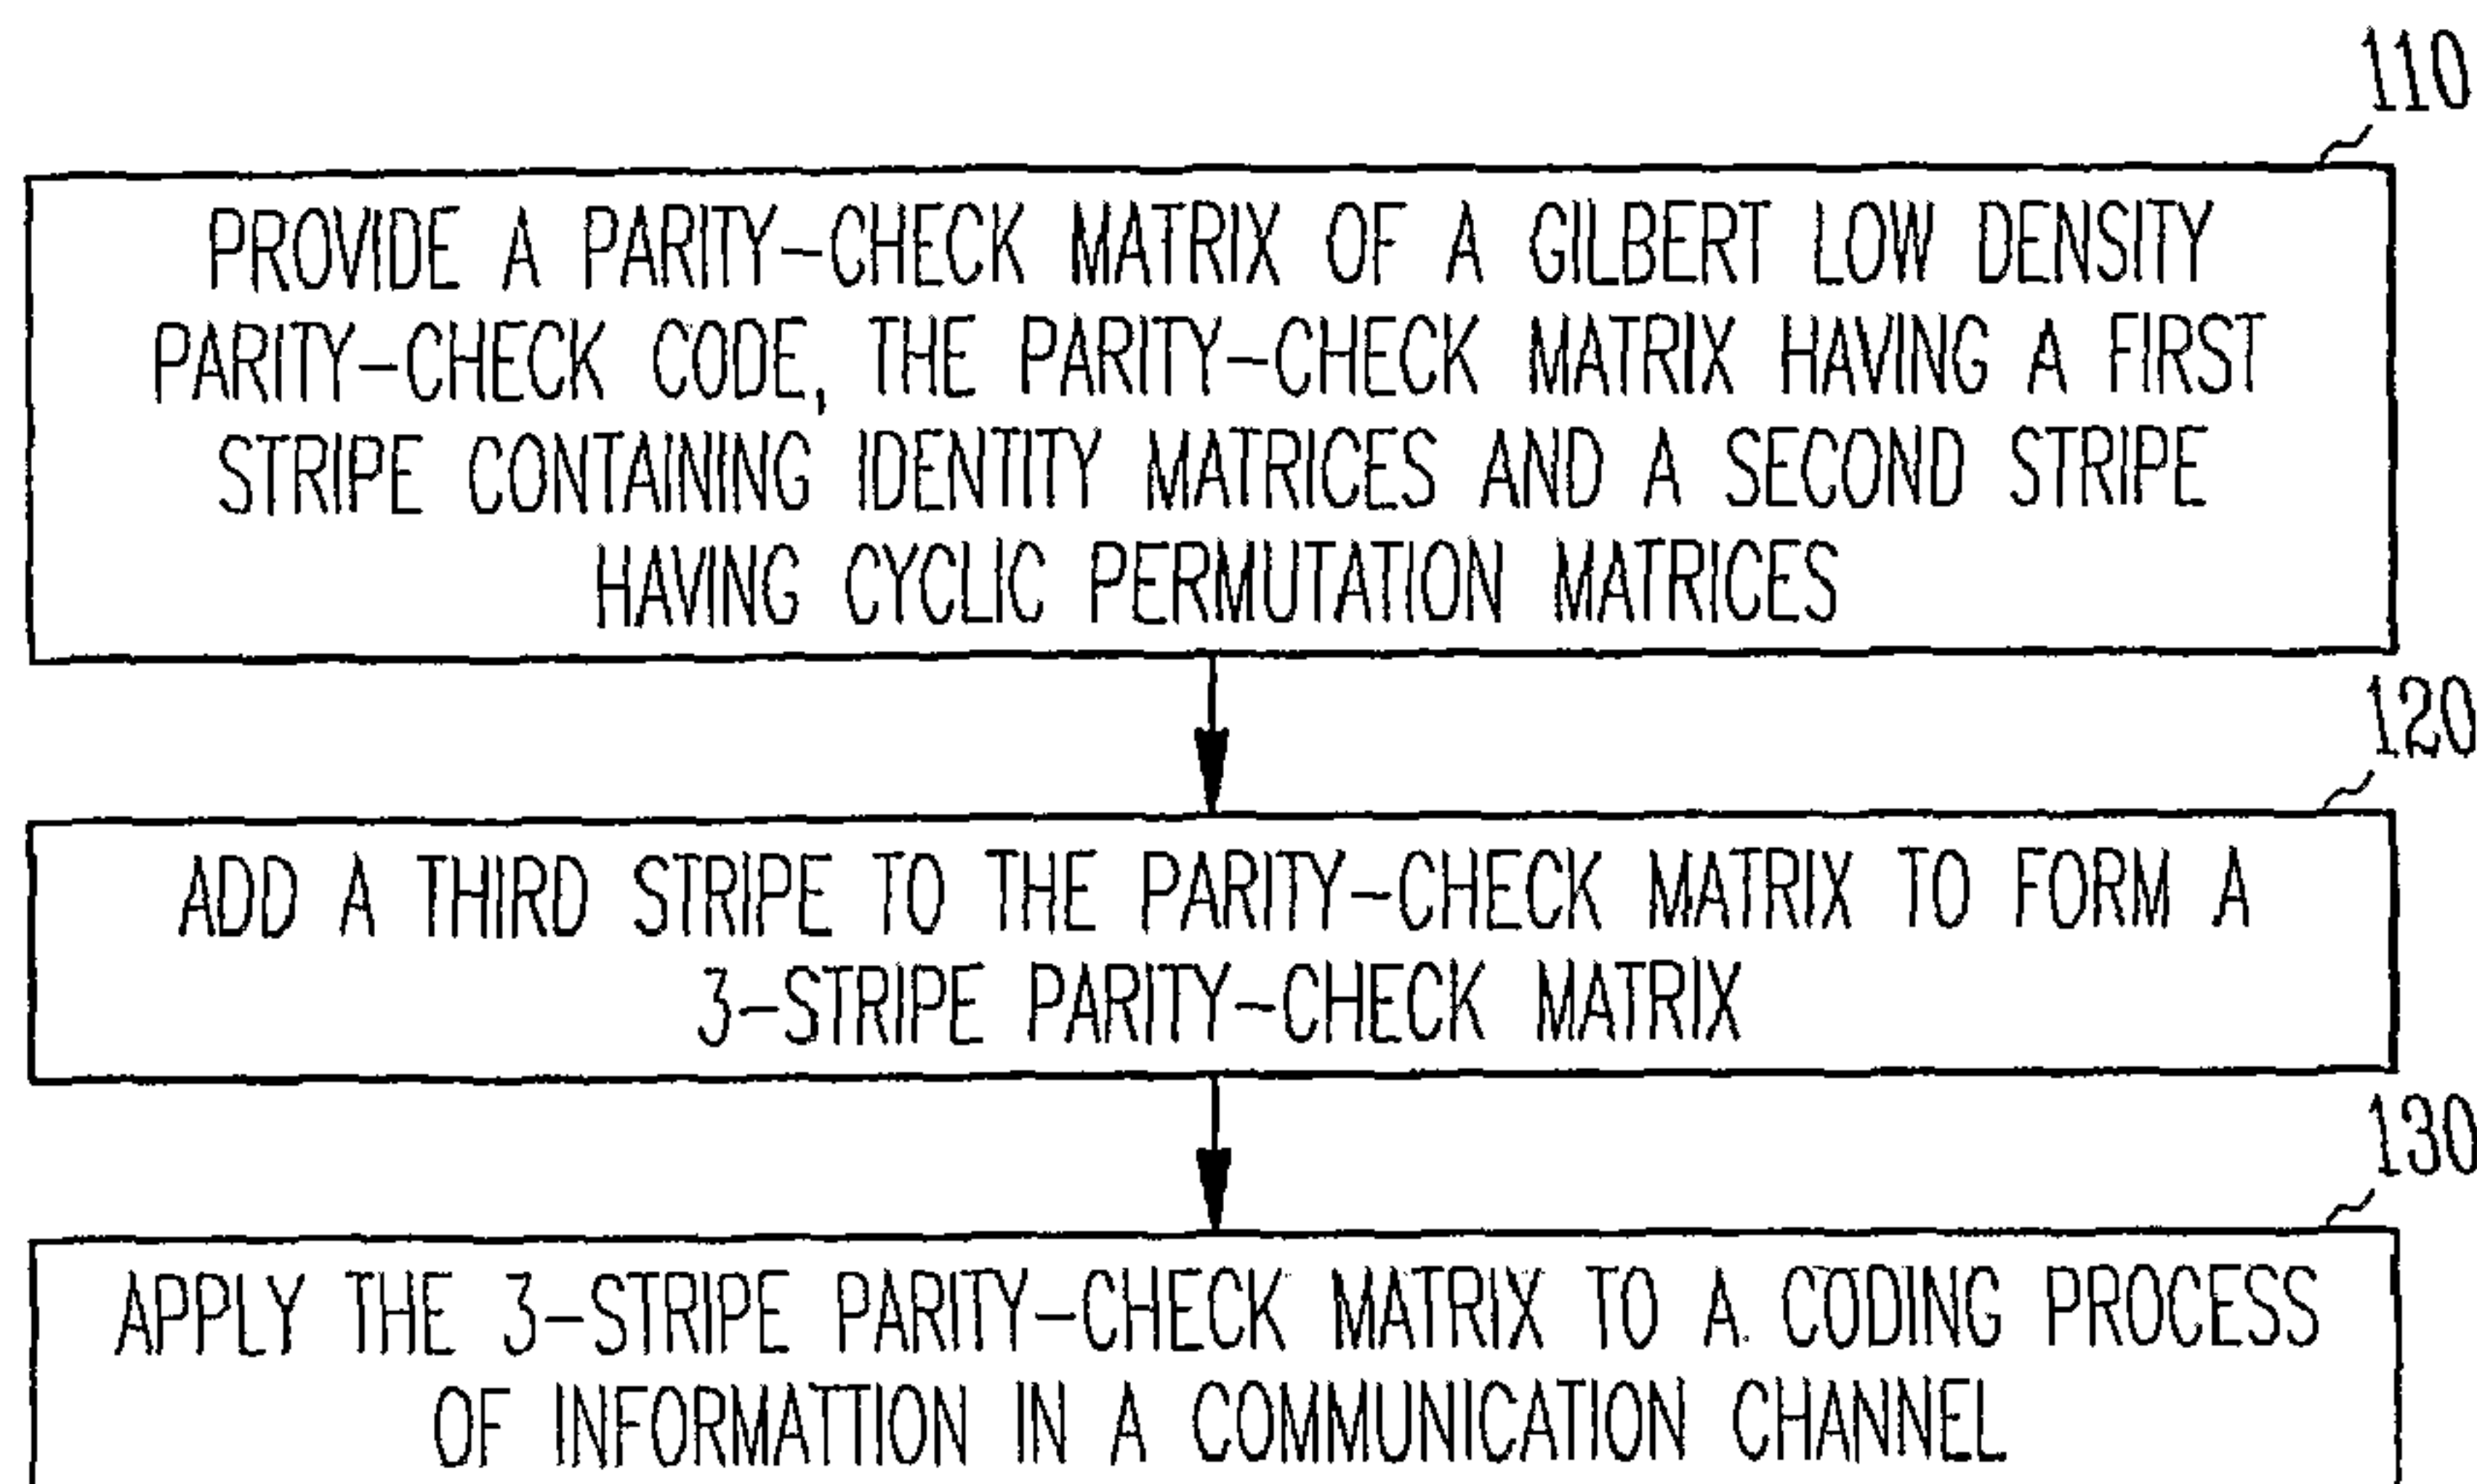 110
PROVIDE A PARITY-CHECK MATRIX OF A GILBERT LOW DENSITY
PARITY-CHECK CODE, THE PARITY-CHECK MATRIX HAVING A FIRST
STRIPE CONTAINING IDENTITY MATRICES AND A SECOND STRIPE
HAVING CYCLIC PERMUTATION MATRICES
120
ADD A THIRD STRIPE TO THE PARITY-CHECK MATRIX TO FORM A
3-STRIPE PARITY-CHECK MATRIX
130
APPLY THE 3-STRIPE PARITY-CHECK MATRIX TO A CODING PROCESS
OF INFORMATTION IN A COMMUNICATION CHANNEL